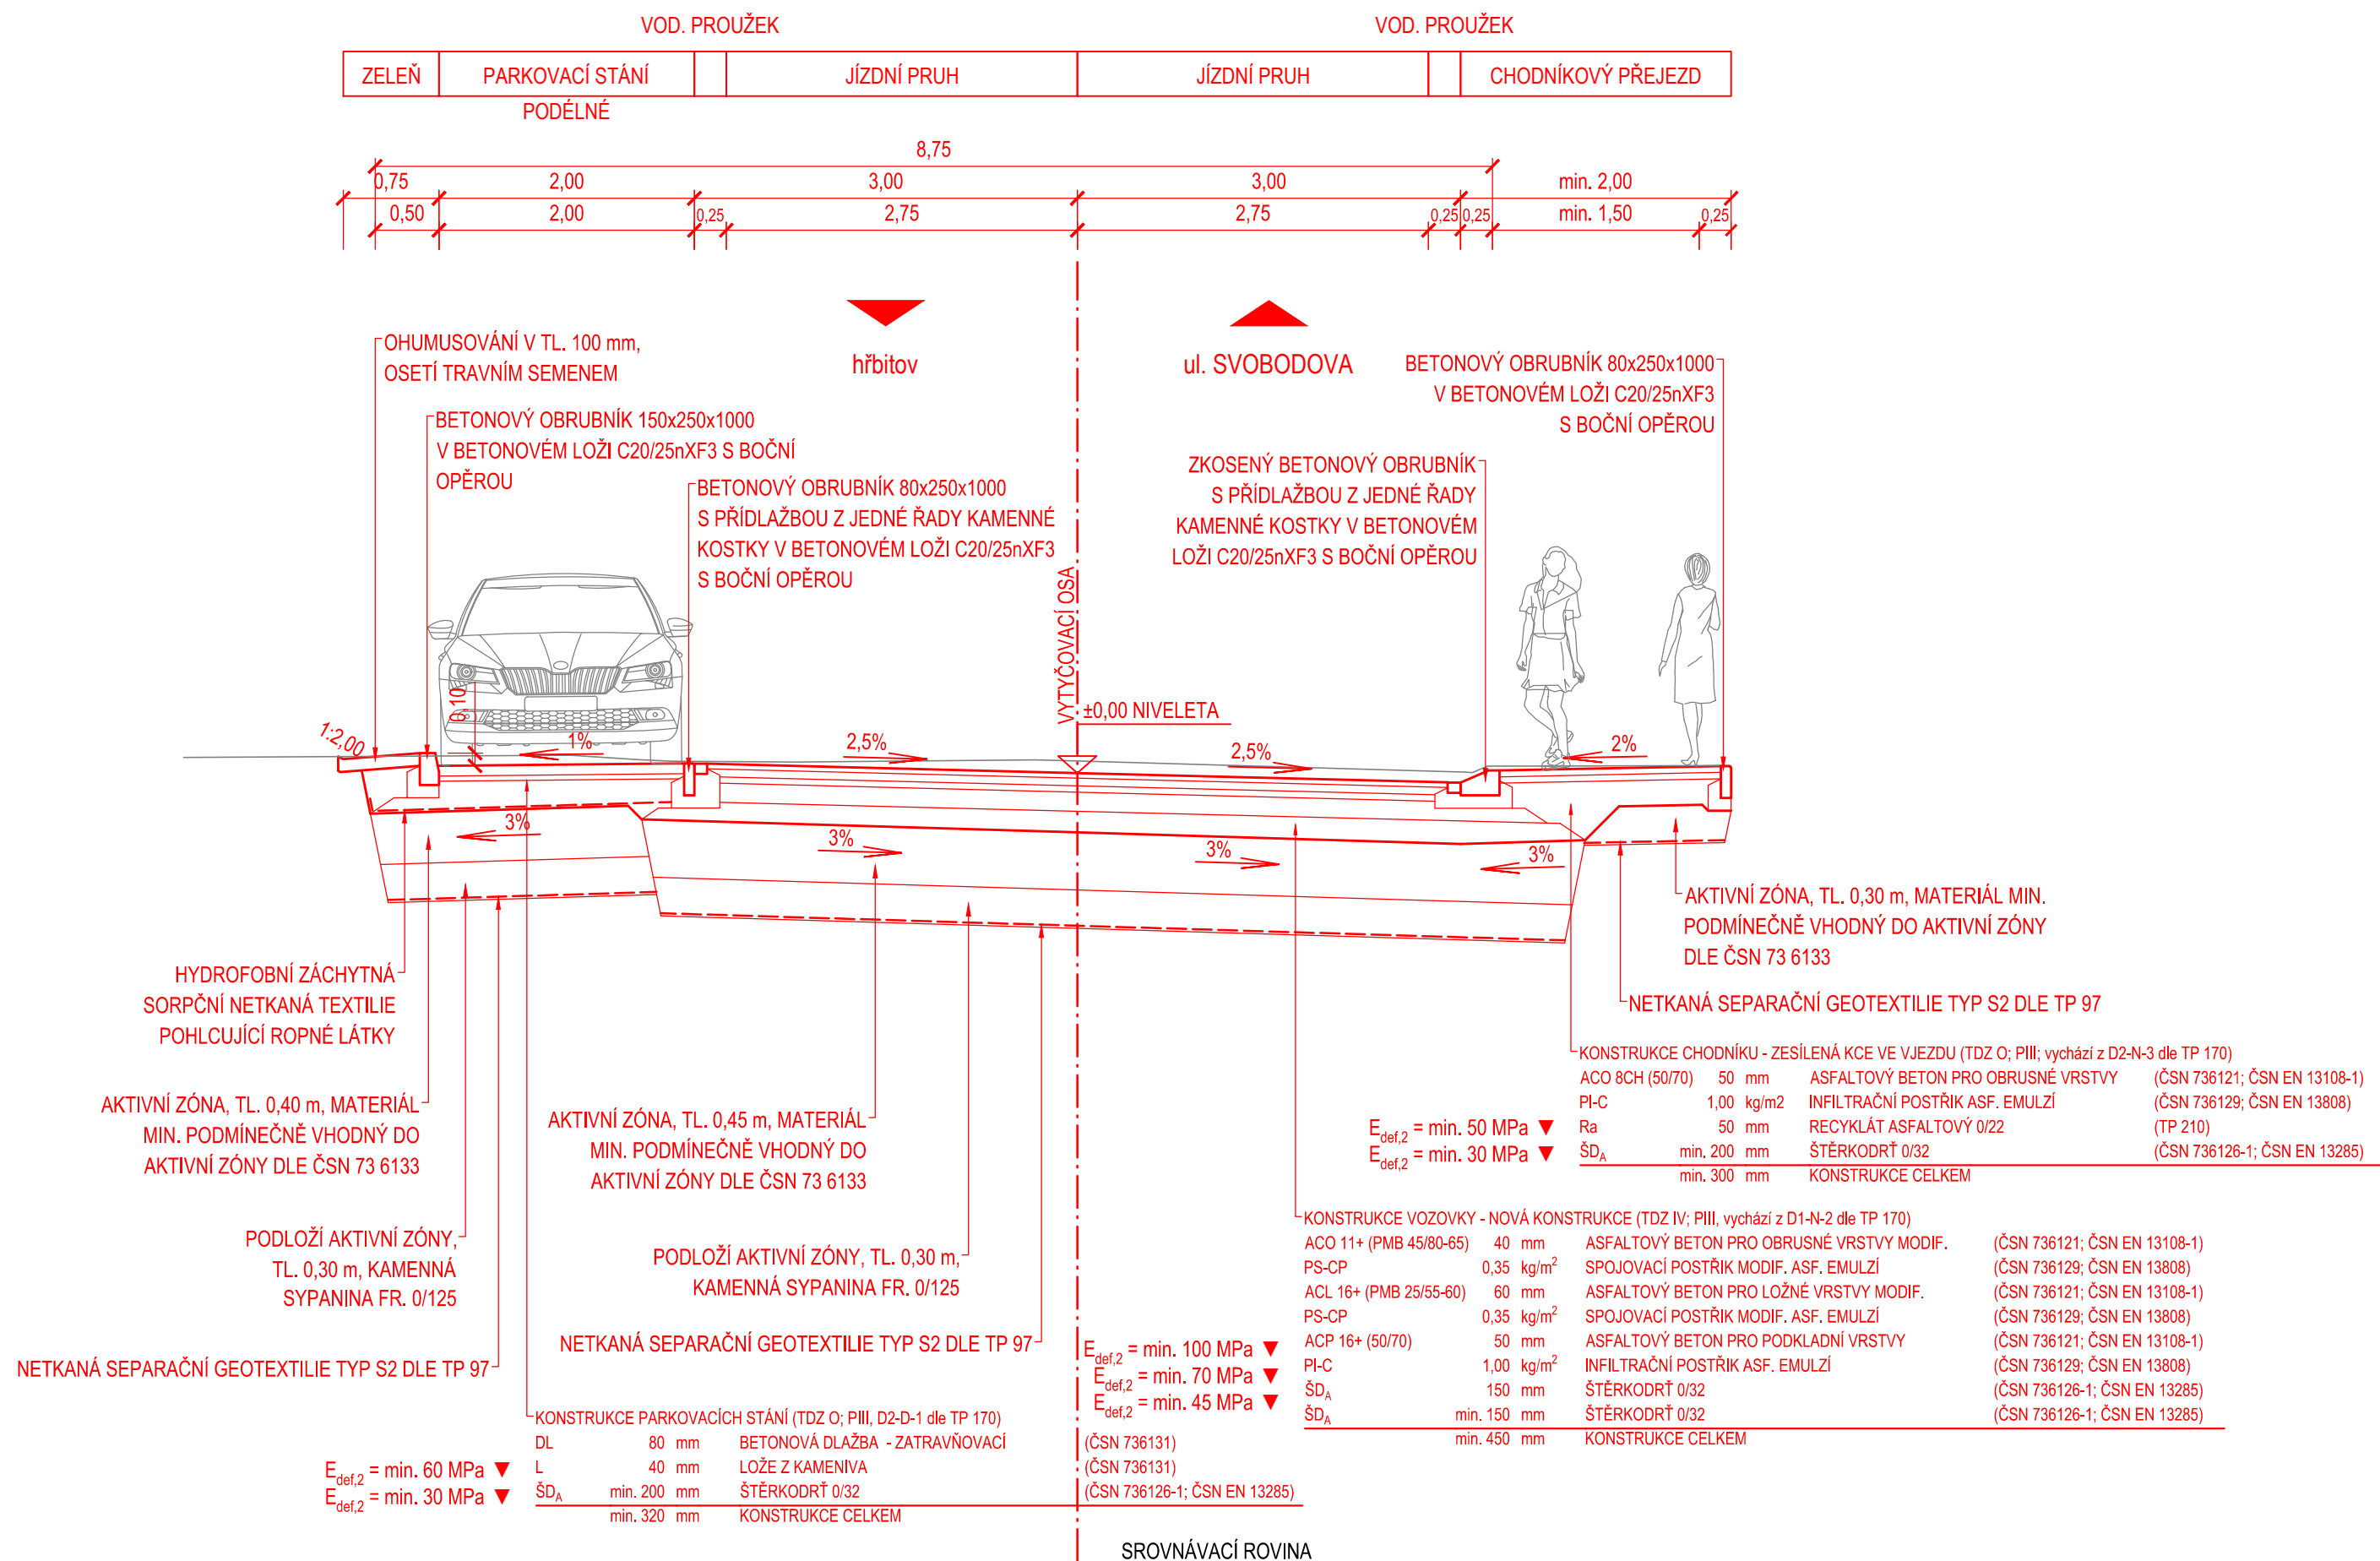 VOD. PROUŽEK
VOD. PROUŽEK
ZELEŇ
PARKOVACÍ STÁNÍ
JÍZDNÍ PRUH
JÍZDNÍ PRUH
CHODNÍKOVÝ PŘEJEZD
PODÉLNÉ
8,75
0,75
2,00
3,00
3,00
min. 2,00
0,50
2,00
0,25
2,75
2,75
0,25
0,25
min. 1,50
0,25
OHUMUSOVÁNÍ V TL. 100 mm,
OSETÍ TRAVNÍM SEMENEM
hřbitov
ul. SVOBODOVA
BETONOVÝ OBRUBNÍK 80x250x1000
V BETONOVÉM LOŽI C20/25nXF3
S BOČNÍ OPĚROU
BETONOVÝ OBRUBNÍK 150x250x1000
V BETONOVÉM LOŽI C20/25nXF3 S BOČNÍ
OPĚROU
BETONOVÝ OBRUBNÍK 80x250x1000
S PŘÍDLAŽBOU Z JEDNÉ ŘADY KAMENNÉ
KOSTKY V BETONOVÉM LOŽI C20/25nXF3
S BOČNÍ OPĚROU
ZKOSENÝ BETONOVÝ OBRUBNÍK
S PŘÍDLAŽBOU Z JEDNÉ ŘADY
KAMENNÉ KOSTKY V BETONOVÉM
LOŽI C20/25nXF3 S BOČNÍ OPĚROU
VYTYČOVACÍ OSA
±0,00 NIVELETA
0,10
1:2,00
1%
2,5%
2,5%
2%
3%
3%
3%
3%
AKTIVNÍ ZÓNA, TL. 0,30 m, MATERIÁL MIN.
PODMÍNEČNĚ VHODNÝ DO AKTIVNÍ ZÓNY
DLE ČSN 73 6133
NETKANÁ SEPARAČNÍ GEOTEXTILIE TYP S2 DLE TP 97
HYDROFOBNÍ ZÁCHYTNÁ
SORPČNÍ NETKANÁ TEXTILIE
POHLCUJÍCÍ ROPNÉ LÁTKY
AKTIVNÍ ZÓNA, TL. 0,40 m, MATERIÁL
MIN. PODMÍNEČNĚ VHODNÝ DO
AKTIVNÍ ZÓNY DLE ČSN 73 6133
AKTIVNÍ ZÓNA, TL. 0,45 m, MATERIÁL
MIN. PODMÍNEČNĚ VHODNÝ DO
AKTIVNÍ ZÓNY DLE ČSN 73 6133
PODLOŽÍ AKTIVNÍ ZÓNY,
TL. 0,30 m, KAMENNÁ
SYPANINA FR. 0/125
PODLOŽÍ AKTIVNÍ ZÓNY, TL. 0,30 m,
KAMENNÁ SYPANINA FR. 0/125
NETKANÁ SEPARAČNÍ GEOTEXTILIE TYP S2 DLE TP 97
NETKANÁ SEPARAČNÍ GEOTEXTILIE TYP S2 DLE TP 97
KONSTRUKCE CHODNÍKU - ZESÍLENÁ KCE VE VJEZDU (TDZ O; PIII; vychází z D2-N-3 dle TP 170)
ACO 8CH (50/70) 50 mm ASFALTOVÝ BETON PRO OBRUSNÉ VRSTVY (ČSN 736121; ČSN EN 13108-1)
PI-C 1,00 kg/m2 INFILTRAČNÍ POSTŘIK ASF. EMULZÍ (ČSN 736129; ČSN EN 13808)
Edef,2 = min. 50 MPa ▼ Ra 50 mm RECYKLÁT ASFALTOVÝ 0/22 (TP 210)
Edef,2 = min. 30 MPa ▼ ŠDA min. 200 mm ŠTĚRKODRŤ 0/32 (ČSN 736126-1; ČSN EN 13285)
min. 300 mm KONSTRUKCE CELKEM
KONSTRUKCE VOZOVKY - NOVÁ KONSTRUKCE (TDZ IV; PIII, vychází z D1-N-2 dle TP 170)
ACO 11+ (PMB 45/80-65) 40 mm ASFALTOVÝ BETON PRO OBRUSNÉ VRSTVY MODIF. (ČSN 736121; ČSN EN 13108-1)
PS-CP 0,35 kg/m² SPOJOVACÍ POSTŘIK MODIF. ASF. EMULZÍ (ČSN 736129; ČSN EN 13808)
ACL 16+ (PMB 25/55-60) 60 mm ASFALTOVÝ BETON PRO LOŽNÉ VRSTVY MODIF. (ČSN 736121; ČSN EN 13108-1)
PS-CP 0,35 kg/m² SPOJOVACÍ POSTŘIK MODIF. ASF. EMULZÍ (ČSN 736129; ČSN EN 13808)
Edef,2 = min. 100 MPa ▼ ACP 16+ (50/70) 50 mm ASFALTOVÝ BETON PRO PODKLADNÍ VRSTVY (ČSN 736121; ČSN EN 13108-1)
Edef,2 = min. 70 MPa ▼ PI-C 1,00 kg/m² INFILTRAČNÍ POSTŘIK ASF. EMULZÍ (ČSN 736129; ČSN EN 13808)
Edef,2 = min. 45 MPa ▼ ŠDA 150 mm ŠTĚRKODRŤ 0/32 (ČSN 736126-1; ČSN EN 13285)
ŠDA min. 150 mm ŠTĚRKODRŤ 0/32 (ČSN 736126-1; ČSN EN 13285)
min. 450 mm KONSTRUKCE CELKEM
KONSTRUKCE PARKOVACÍCH STÁNÍ (TDZ O; PIII, D2-D-1 dle TP 170)
DL 80 mm BETONOVÁ DLAŽBA - ZATRAVŇOVACÍ (ČSN 736131)
Edef,2 = min. 60 MPa ▼ L 40 mm LOŽE Z KAMENIVA (ČSN 736131)
Edef,2 = min. 30 MPa ▼ ŠDA min. 200 mm ŠTĚRKODRŤ 0/32 (ČSN 736126-1; ČSN EN 13285)
min. 320 mm KONSTRUKCE CELKEM
SROVNÁVACÍ ROVINA